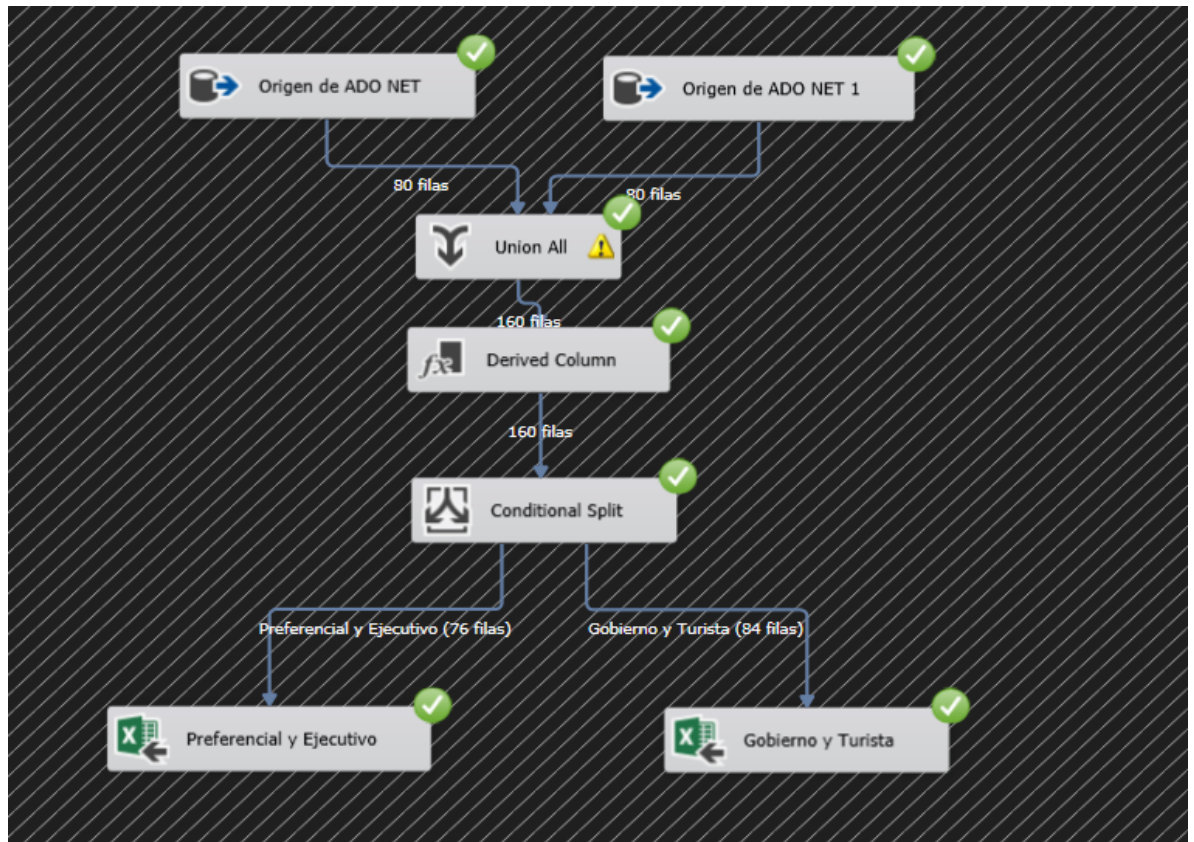 Origen de ADO NET
Origen de ADO NET 1
80 filas
80 filas
Union All
160 filas
fx
Derived Column
160 filas
Conditional Split
Preferencial y Ejecutivo (76 filas)
Gobierno y Turista (84 filas)
X
Preferencial y Ejecutivo
X
Gobierno y Turista